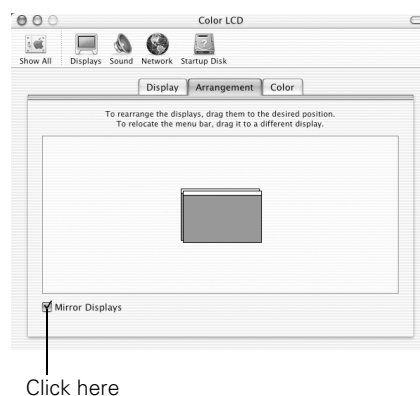 Color LCD
Show All Displays Sound Network Startup Disk
Display Arrangement Color
To rearrange the displays, drag them to the desired position.
To relocate the menu bar, drag it to a different display.
Mirror Displays
Click here